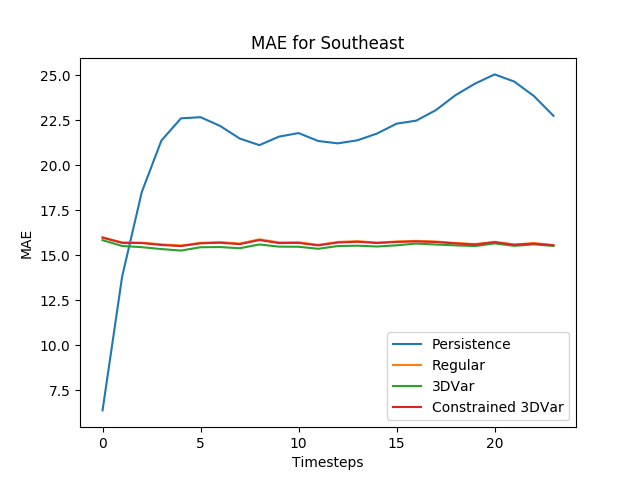 MAE for Southeast
MAE
25.0
22.5
20.0
17.5
15.0
12.5
10.0
7.5
0
5
10
15
20
Timesteps
Persistence
Regular
3DVar
Constrained 3DVar